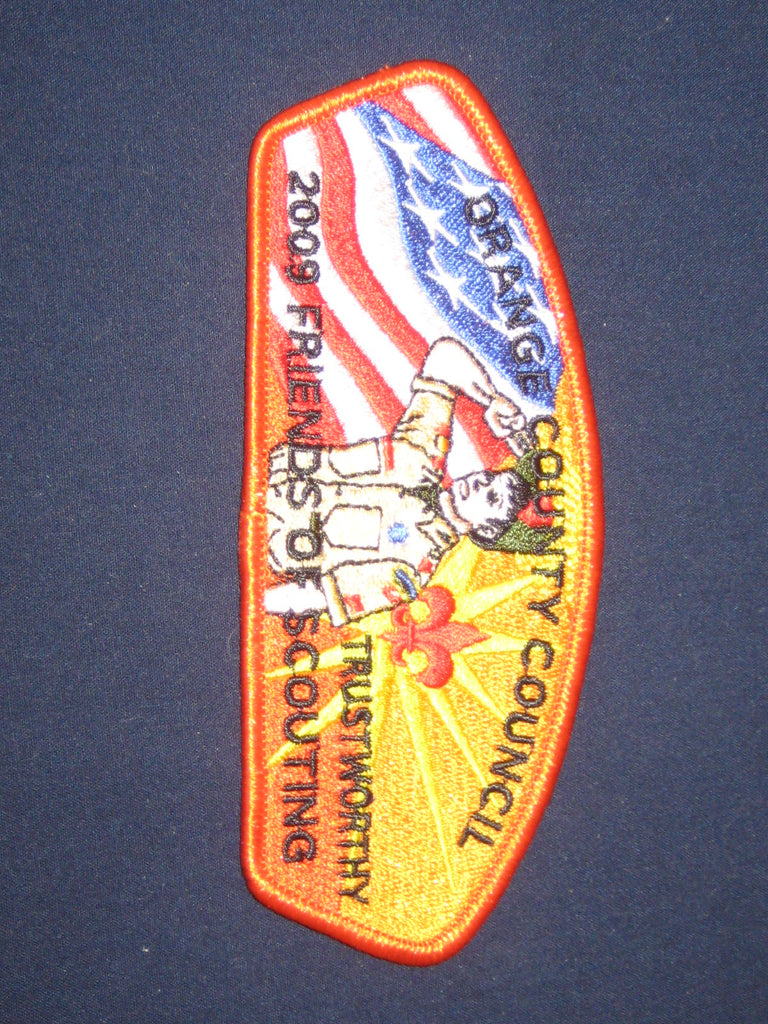 ORANGE COUNTY COUNCIL
TRUSTWORTHY
2009 FRIENDS OF SCOUTING